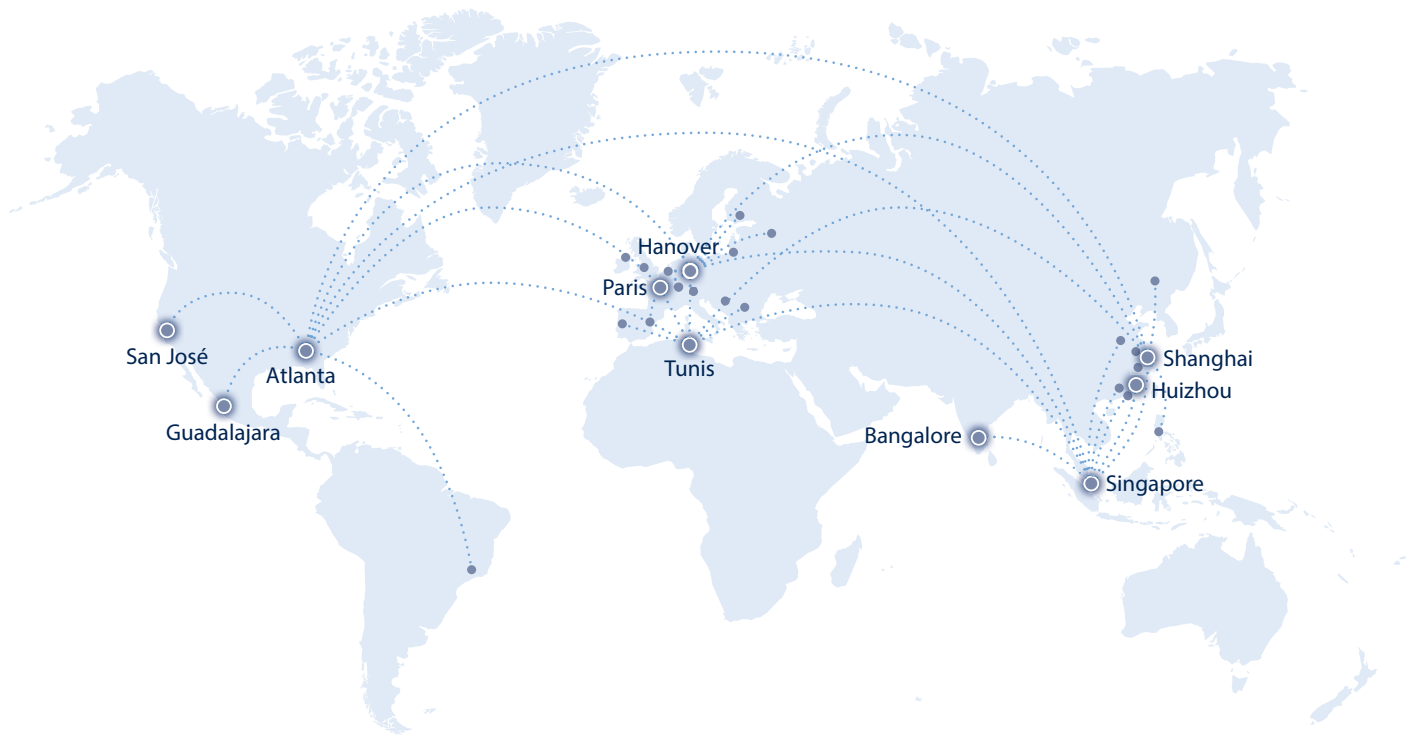 Hanover
Paris
San José
Atlanta
Tunis
Shanghai
Huizhou
Guadalajara
Bangalore
Singapore